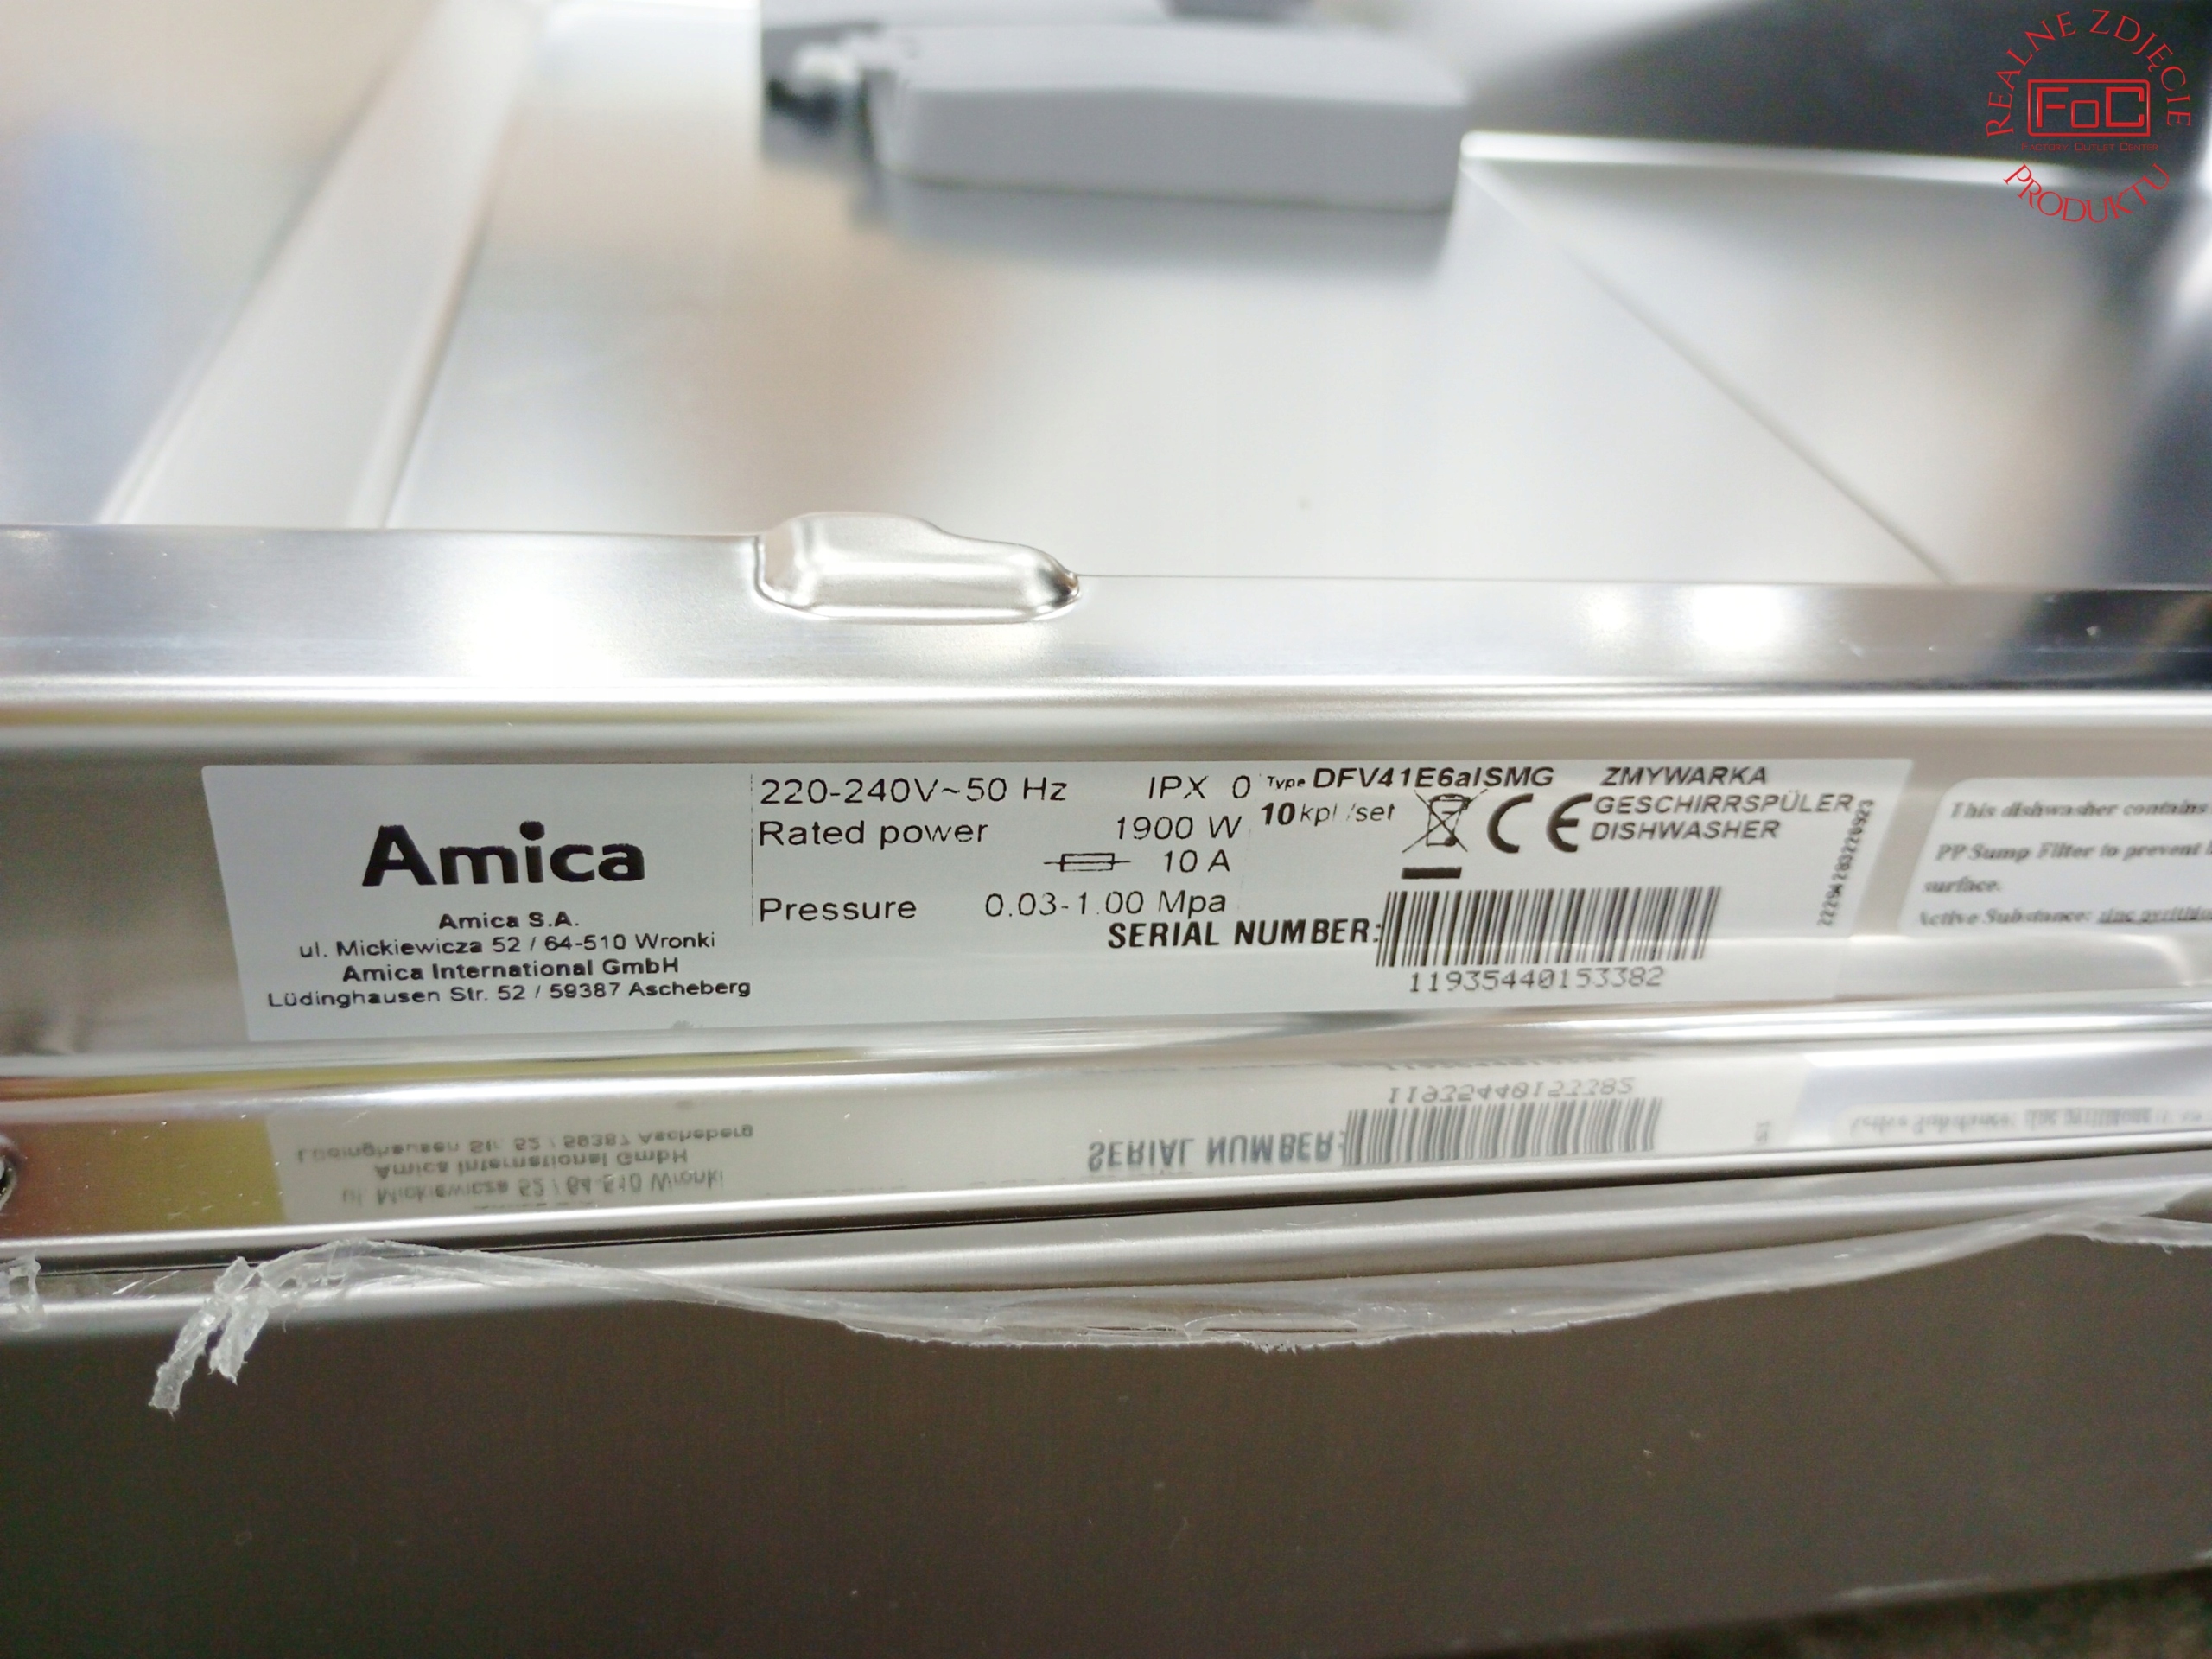 REALNE ZDJĘCIE
FoC
FACTORY OUTLET CENTER
PRODUKTU
Amica
Amica S.A.
ul. Mickiewicza 52 / 64-510 Wronki
Amica International GmbH
Lüdinghausen Str. 52 / 59387 Ascheberg
220-240V~50 Hz IPX 0
Rated power 1900 W
10 A
Pressure 0.03-1.00 Mpa
Type DFV41E6aISMG
10 kpl /set
CE
ZMYWARKA
GESCHIRRSPÜLER
DISHWASHER
SERIAL NUMBER:
11935440153382
This dishwasher contains
PP Sump Filter to prevent
surface.
Active Substance: zinc